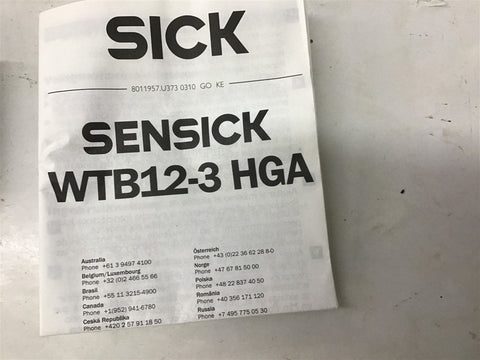 SICK
8011957.U373 0310 GO KE
SENSICK
WTB12-3 HGA
Australia
Phone +61 3 9497 4100
Belgium/Luxembourg
Phone +32 (0)2 466 55 66
Brasil
Phone +55 11 3215-4900
Canada
Phone +1(952) 941-6780
Ceská Republika
Phone +420 2 57 91 18 50
Österreich
Phone +43 (0)22 36 62 28 8-0
Norge
Phone +47 67 81 50 00
Polska
Phone +48 22 837 40 50
România
Phone +40 356 171 120
Russia
Phone +7 495 775 05 30